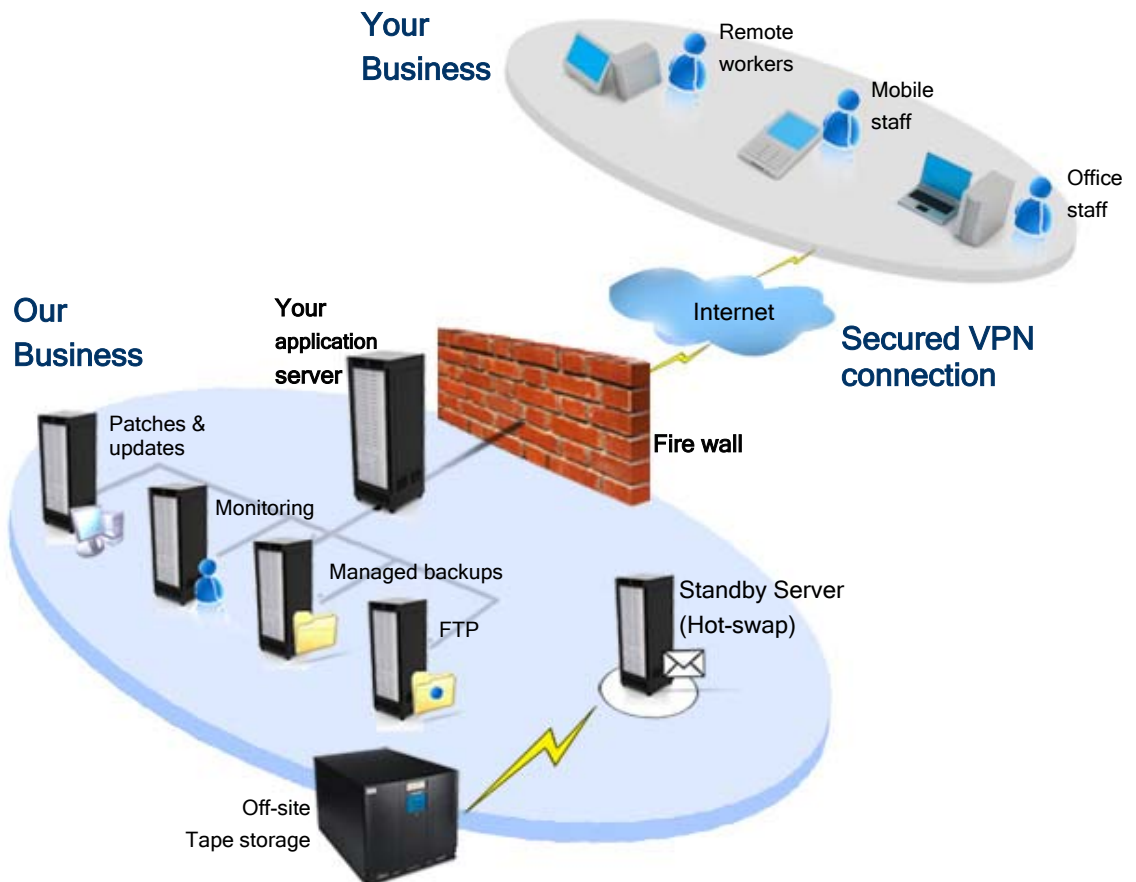 Your
Business
Remote
workers
Mobile
staff
Office
staff
Internet
Secured VPN
connection
Our
Business
Your
application
server
Fire wall
Patches &
updates
Monitoring
Managed backups
FTP
Standby Server
(Hot-swap)
Off-site
Tape storage